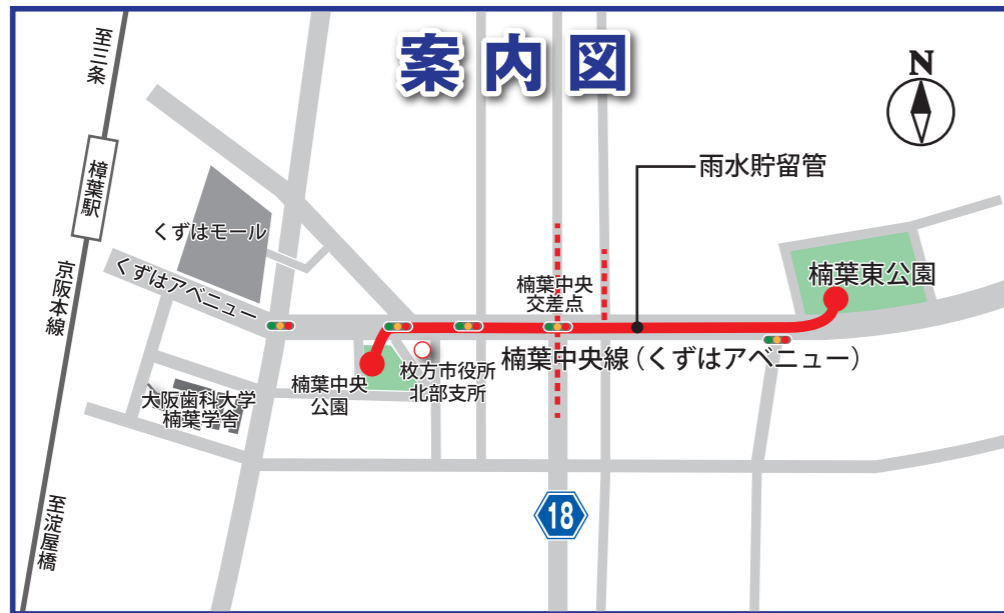 案内図
N
至三条
樟葉駅
京阪本線
至淀屋橋
くずはモール
くずはアベニュー
雨水貯留管
楠葉中央
交差点
楠葉東公園
楠葉中央線(くずはアベニュー)
楠葉中央
公園
枚方市役所
北部支所
大阪歯科大学
楠葉学舎
18